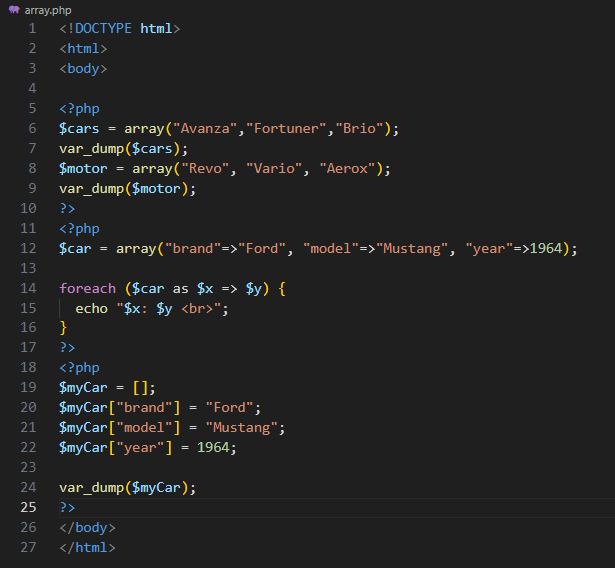 array.php
1 <!DOCTYPE html>
2 <html>
3 <body>
4
5 <?php
6 $cars = array("Avanza","Fortuner","Brio");
7 var_dump($cars);
8 $motor = array("Revo", "Vario", "Aerox");
9 var_dump($motor);
10 ?>
11 <?php
12 $car = array("brand"=>"Ford", "model"=>"Mustang", "year"=>1964);
13
14 foreach ($car as $x => $y) {
15   echo "$x: $y <br>";
16 }
17 ?>
18 <?php
19 $myCar = [];
20 $myCar["brand"] = "Ford";
21 $myCar["model"] = "Mustang";
22 $myCar["year"] = 1964;
23
24 var_dump($myCar);
25 ?>
26 </body>
27 </html>